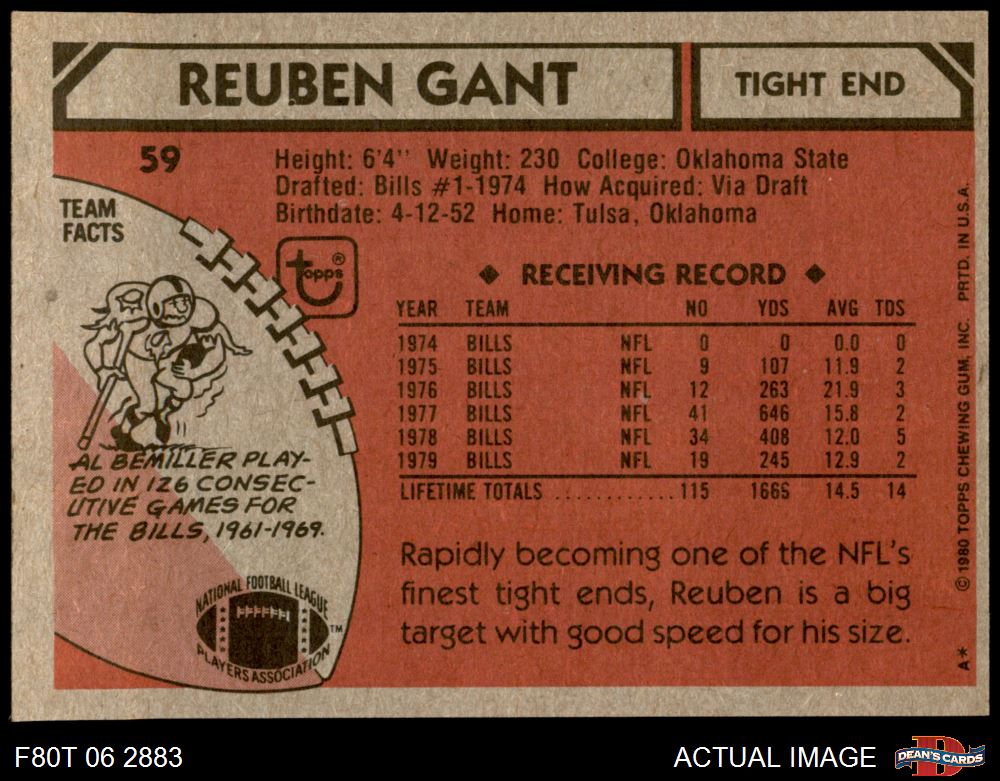 REUBEN GANT
TIGHT END
59
Height: 6'4" Weight: 230 College: Oklahoma State
Drafted: Bills #1-1974 How Acquired: Via Draft
Birthdate: 4-12-52 Home: Tulsa, Oklahoma
TEAM
FACTS
topps®
◆ RECEIVING RECORD ◆
YEAR TEAM NO YDS AVG TDS
1974 BILLS NFL 0 0 0.0 0
1975 BILLS NFL 9 107 11.9 2
1976 BILLS NFL 12 263 21.9 3
1977 BILLS NFL 41 646 15.8 2
1978 BILLS NFL 34 408 12.0 5
1979 BILLS NFL 19 245 12.9 2
LIFETIME TOTALS ............ 115 1665 14.5 14
AL BEMILLER PLAY-
ED IN 126 CONSEC-
UTIVE GAMES FOR
THE BILLS, 1961-1969.
NATIONAL FOOTBALL LEAGUE
PLAYERS ASSOCIATION
TM
Rapidly becoming one of the NFL's
finest tight ends, Reuben is a big
target with good speed for his size.
A* © 1980 TOPPS CHEWING GUM, INC. PRTD. IN U.S.A.
F80T 06 2883
ACTUAL IMAGE
D
DEAN'S CARDS